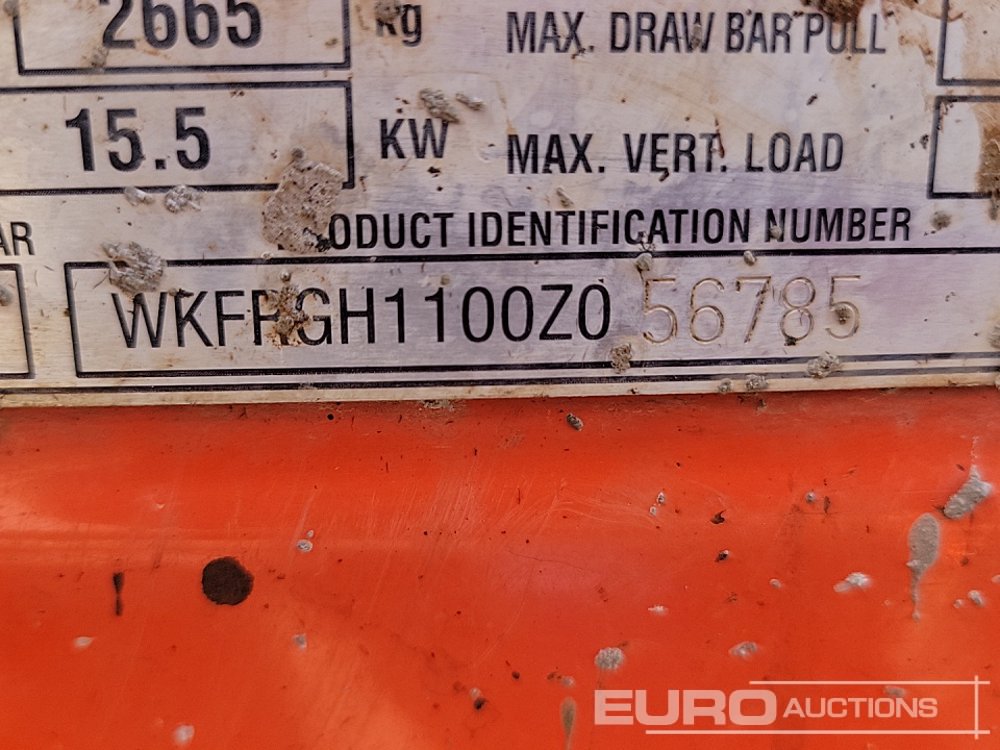 2665 kg MAX. DRAW BAR PULL
15.5 KW MAX. VERT. LOAD
AR PRODUCT IDENTIFICATION NUMBER
WKFRGH1100Z0 56785
EURO AUCTIONS